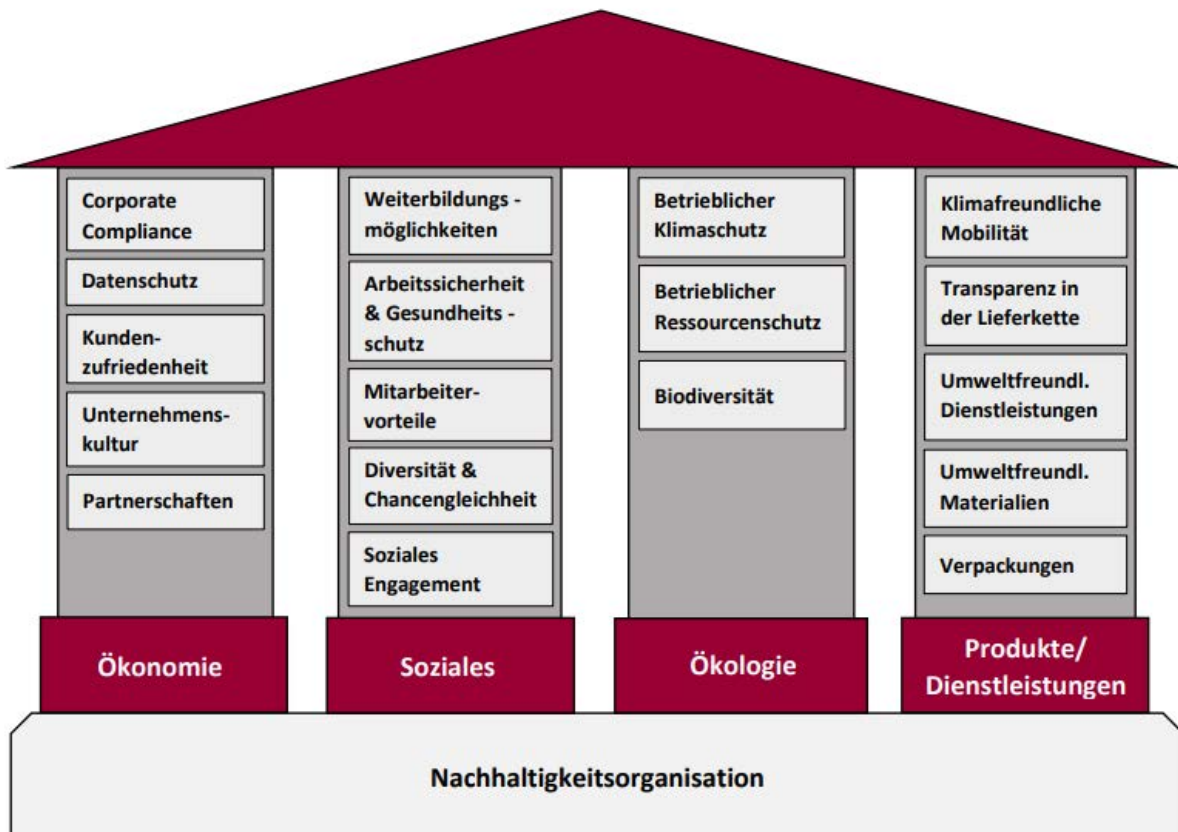 Corporate
Compliance
Datenschutz
Kunden-
zufriedenheit
Unternehmens-
kultur
Partnerschaften
Ökonomie
Weiterbildungs -
möglichkeiten
Arbeitssicherheit
& Gesundheits -
schutz
Mitarbeiter-
vorteile
Diversität &
Chancengleichheit
Soziales
Engagement
Soziales
Betrieblicher
Klimaschutz
Betrieblicher
Ressourcenschutz
Biodiversität
Ökologie
Klimafreundliche
Mobilität
Transparenz in
der Lieferkette
Umweltfreundl.
Dienstleistungen
Umweltfreundl.
Materialien
Verpackungen
Produkte/
Dienstleistungen
Nachhaltigkeitsorganisation